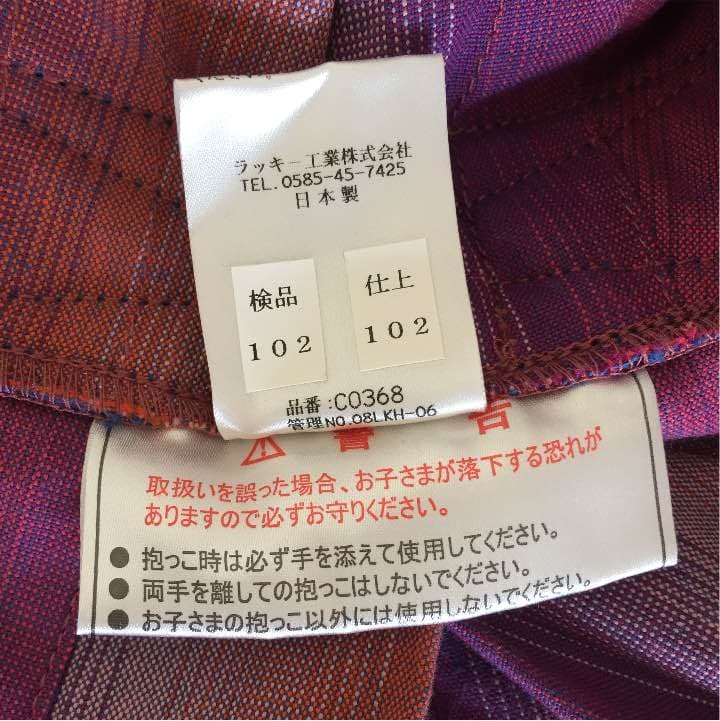 ください。
ラッキー工業株式会社
TEL. 0585-45-7425
日本製
検品
102
仕上
102
品番:C0368
管理NO.08LKH-06
警告
取扱いを誤った場合、お子さまが落下する恐れが
ありますので必ずお守りください。
● 抱っこ時は必ず手を添えて使用してください。
● 両手を離しての抱っこはしないでください。
● お子さまの抱っこ以外には使用しないでください。